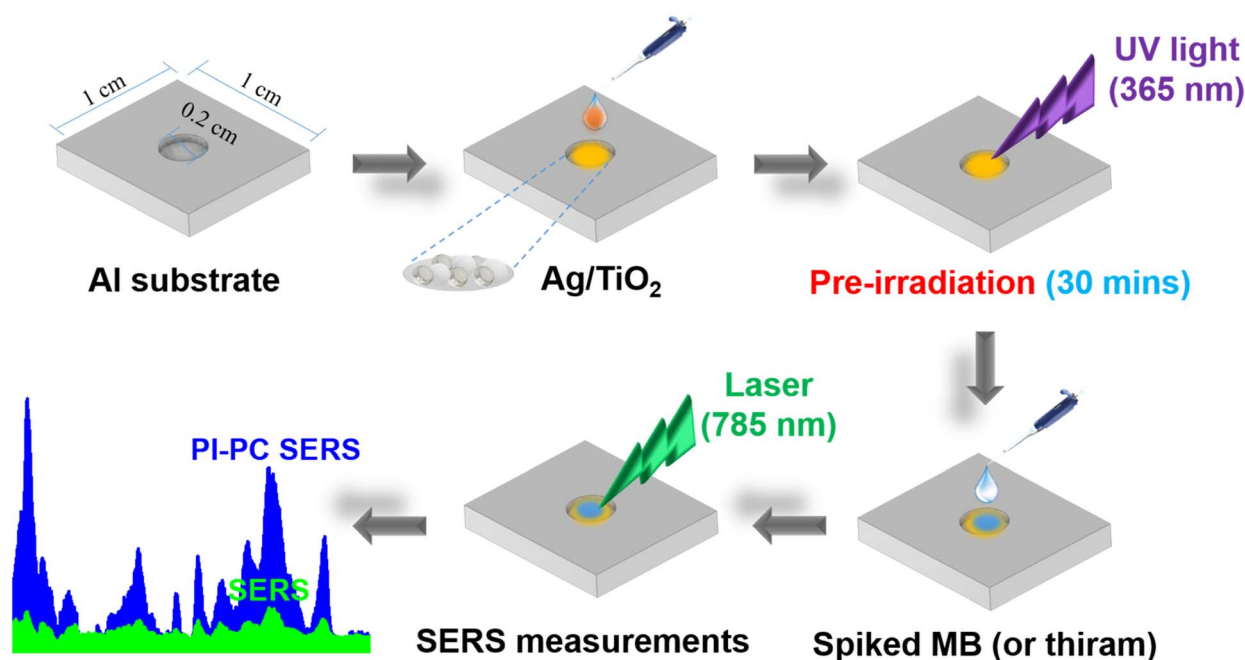 1 cm
1 cm
0.2 cm
Al substrate
Ag/TiO₂
UV light
(365 nm)
Pre-irradiation (30 mins)
Spiked MB (or thiram)
Laser
(785 nm)
SERS measurements
PI-PC SERS
SERS